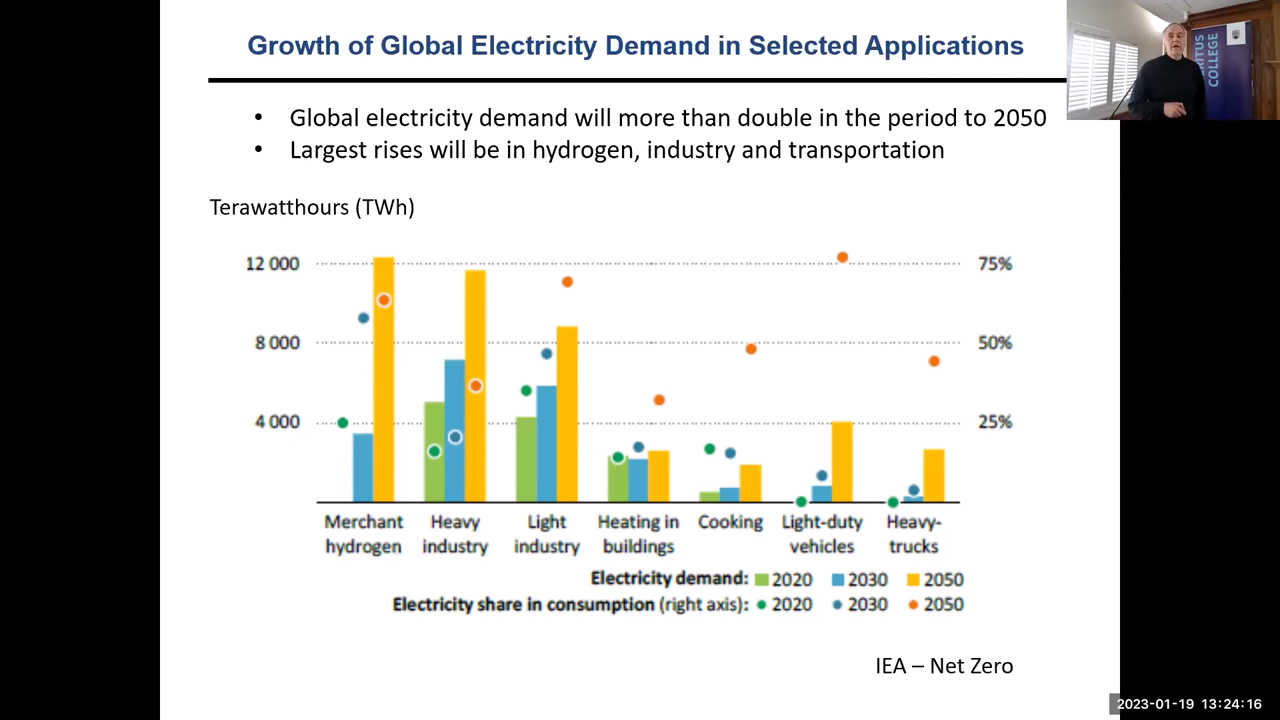 Growth of Global Electricity Demand in Selected Applications
COLLEGE
• Global electricity demand will more than double in the period to 2050
• Largest rises will be in hydrogen, industry and transportation
Terawatthours (TWh)
12 000 75%
8 000 50%
4 000 25%
Merchant hydrogen
Heavy industry
Light industry
Heating in buildings
Cooking
Light-duty vehicles
Heavy-trucks
Electricity demand: 2020 2030 2050
Electricity share in consumption (right axis): 2020 2030 2050
IEA – Net Zero
2023-01-19 13:24:16